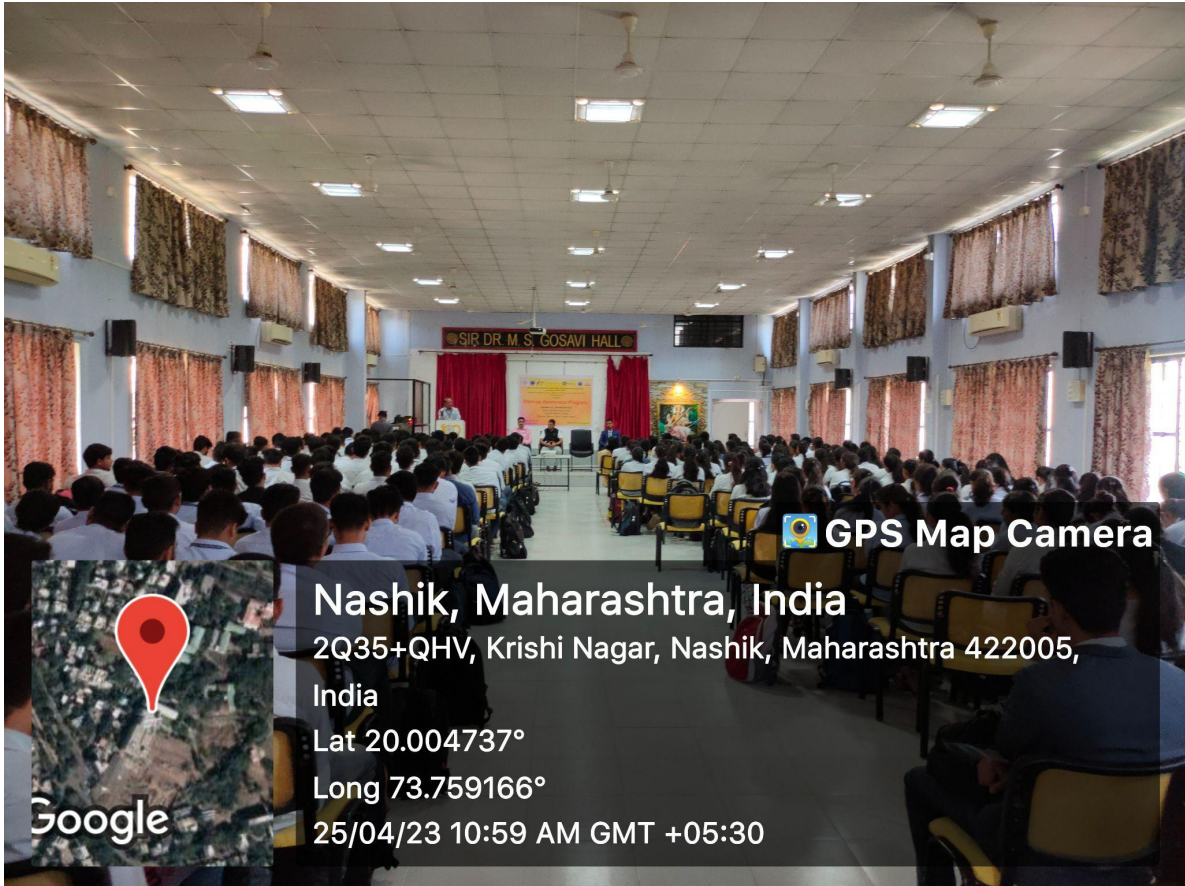 SIR DR. M. S. GOSAVI HALL
GPS Map Camera
Nashik, Maharashtra, India
2Q35+QHV, Krishi Nagar, Nashik, Maharashtra 422005,
India
Lat 20.004737°
Long 73.759166°
25/04/23 10:59 AM GMT +05:30
Google